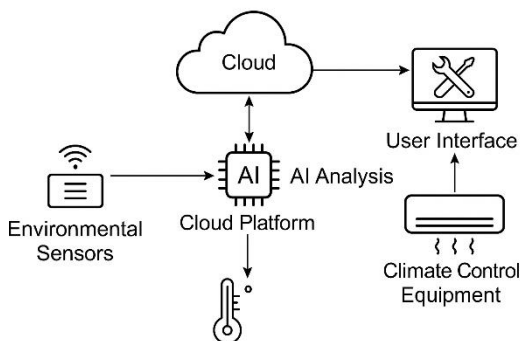 Cloud
User Interface
AI
AI Analysis
Environmental
Sensors
Cloud Platform
Climate Control
Equipment